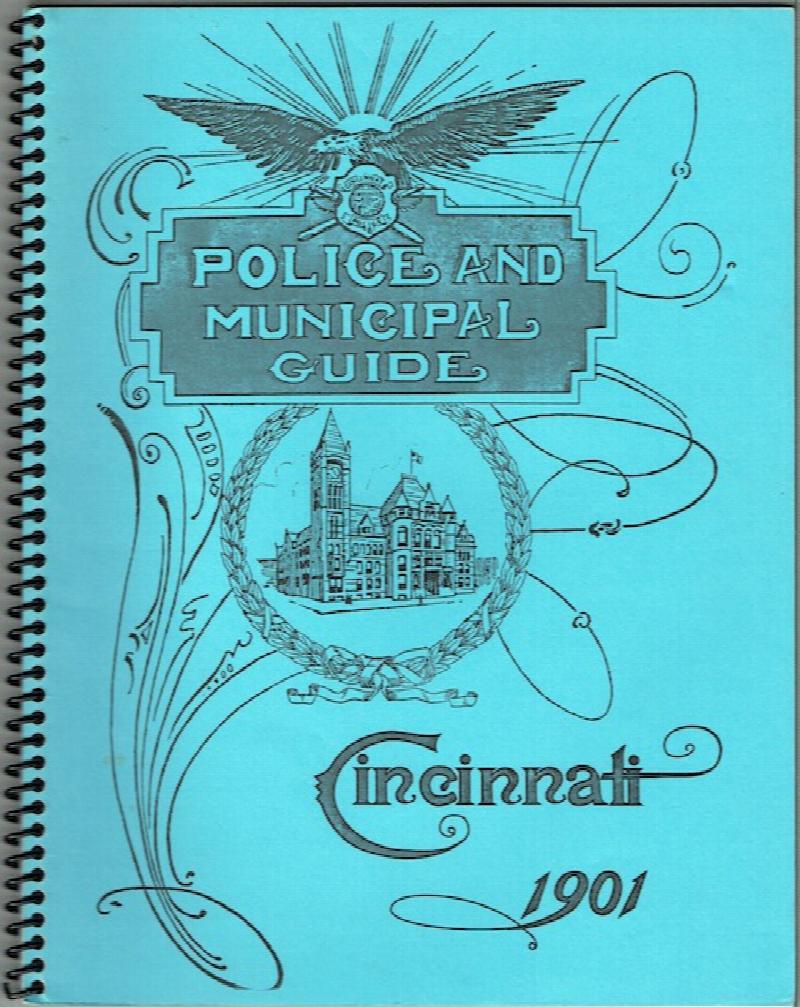 POLICE AND
MUNICIPAL
GUIDE
Cincinnati
1901